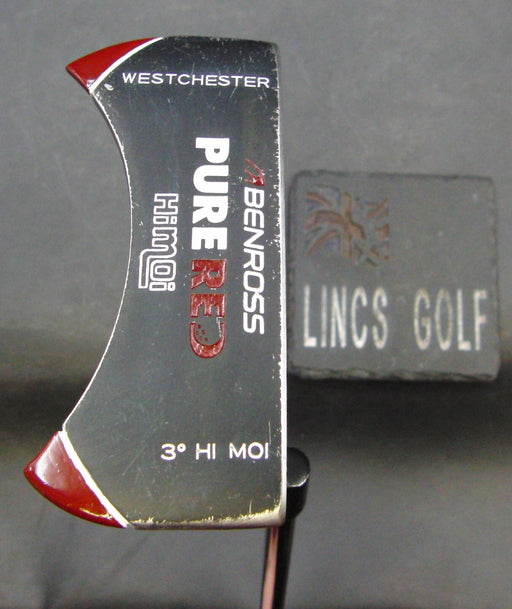 WESTCHESTER
BENROSS
PURE RED
Himoi
3° HI MOI
LINCS GOLF